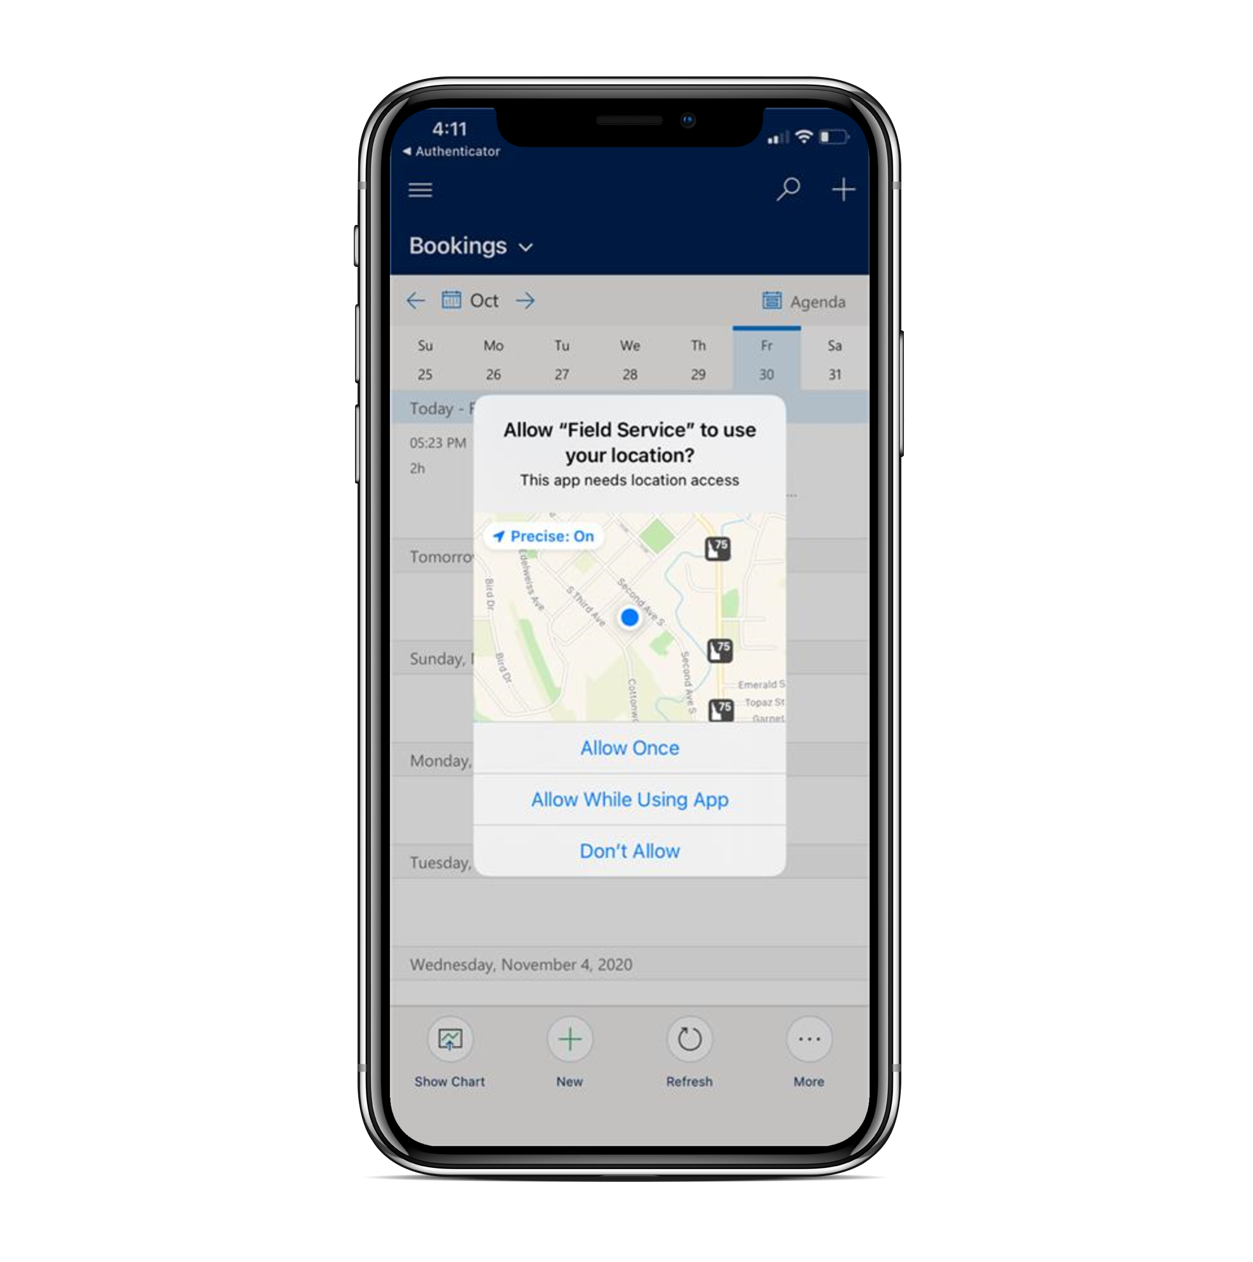 4:11
◀ Authenticator
Bookings
Oct
Agenda
Su Mo Tu We Th Fr Sa
25 26 27 28 29 30 31
Today - F
05:23 PM
2h
...
Tomorro
Sunday,
Monday,
Tuesday,
Wednesday, November 4, 2020
Allow “Field Service” to use
your location?
This app needs location access
Precise: On
75
Edelweiss Ave
Bird Dr
S Third Ave
Second Ave S
75
Bird Dr
Second Ave S
Cottonw
Emerald S
Topaz St
75
Garnet
Allow Once
Allow While Using App
Don’t Allow
Show Chart
New
Refresh
More